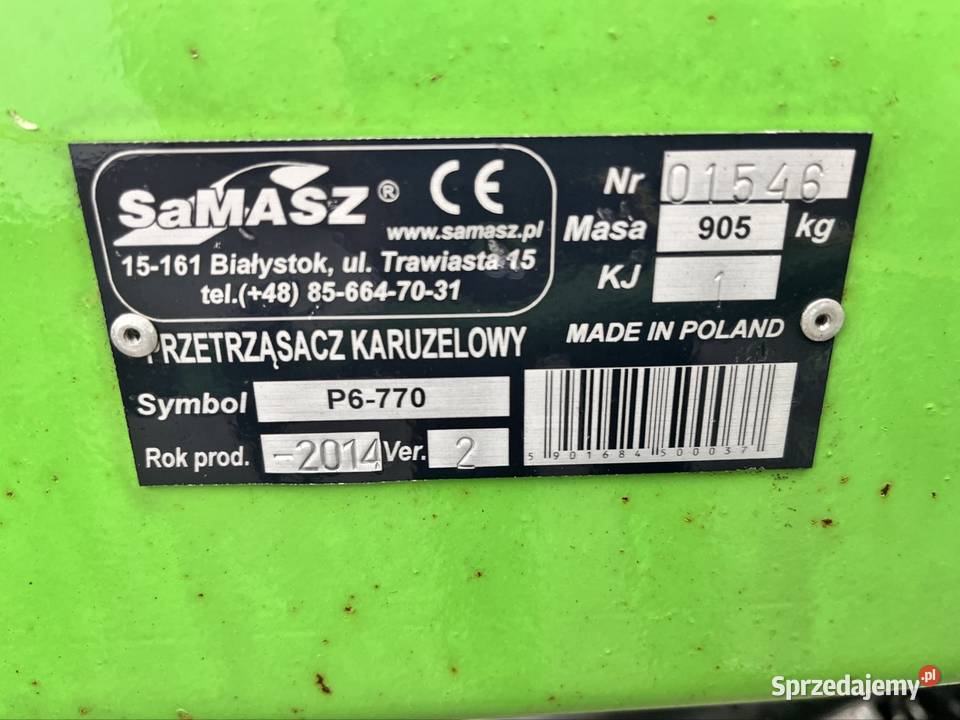 SaMASZ®
CE
www.samasz.pl
15-161 Białystok, ul. Trawiasta 15
tel.(+48) 85-664-70-31
Nr 01546
Masa 905 kg
KJ 1
MADE IN POLAND
PRZETRZĄSACZ KARUZELOWY
Symbol P6-770
Rok prod. -2014 Ver. 2
5 901684 500037
Sprzedajemy.pl